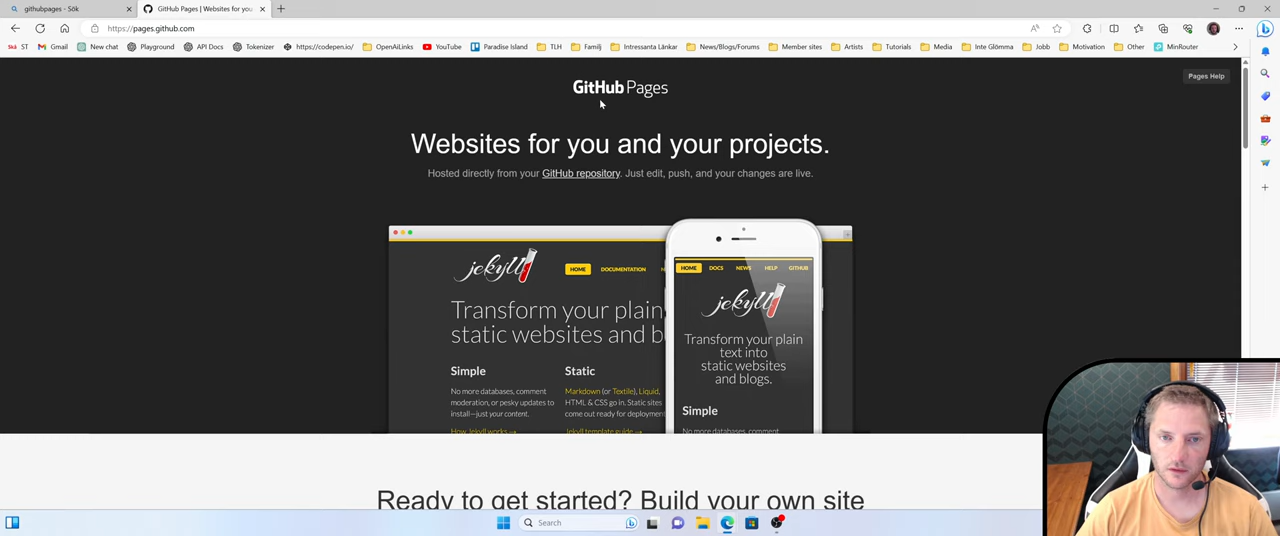 githubpages - Sök
GitHub Pages | Websites for you
https://pages.github.com
ST
Gmail
New chat
Playground
API Docs
Tokenizer
https://codepen.io/
OpenAiLinks
YouTube
Paradise Island
TLH
Familj
Intressanta Länkar
News/Blogs/Forums
Member sites
Artists
Tutorials
Media
Inte Glömma
Jobb
Motivation
Other
MinRouter
Pages Help
GitHub Pages
Websites for you and your projects.
Hosted directly from your GitHub repository. Just edit, push, and your changes are live.
jekyll
HOME DOCUMENTATION
Transform your plain
static websites and b
Simple
No more databases, comment
moderation, or pesky updates to
install—just your content.
How Jekyll works →
Static
Markdown (or Textile), Liquid,
HTML & CSS go in. Static sites
come out ready for deployment
Jekyll template guide →
HOME DOCS NEWS HELP GITHUB
jekyll
Transform your plain
text into
static websites
and blogs.
Simple
No more databases, comment
Ready to get started? Build your own site
Search